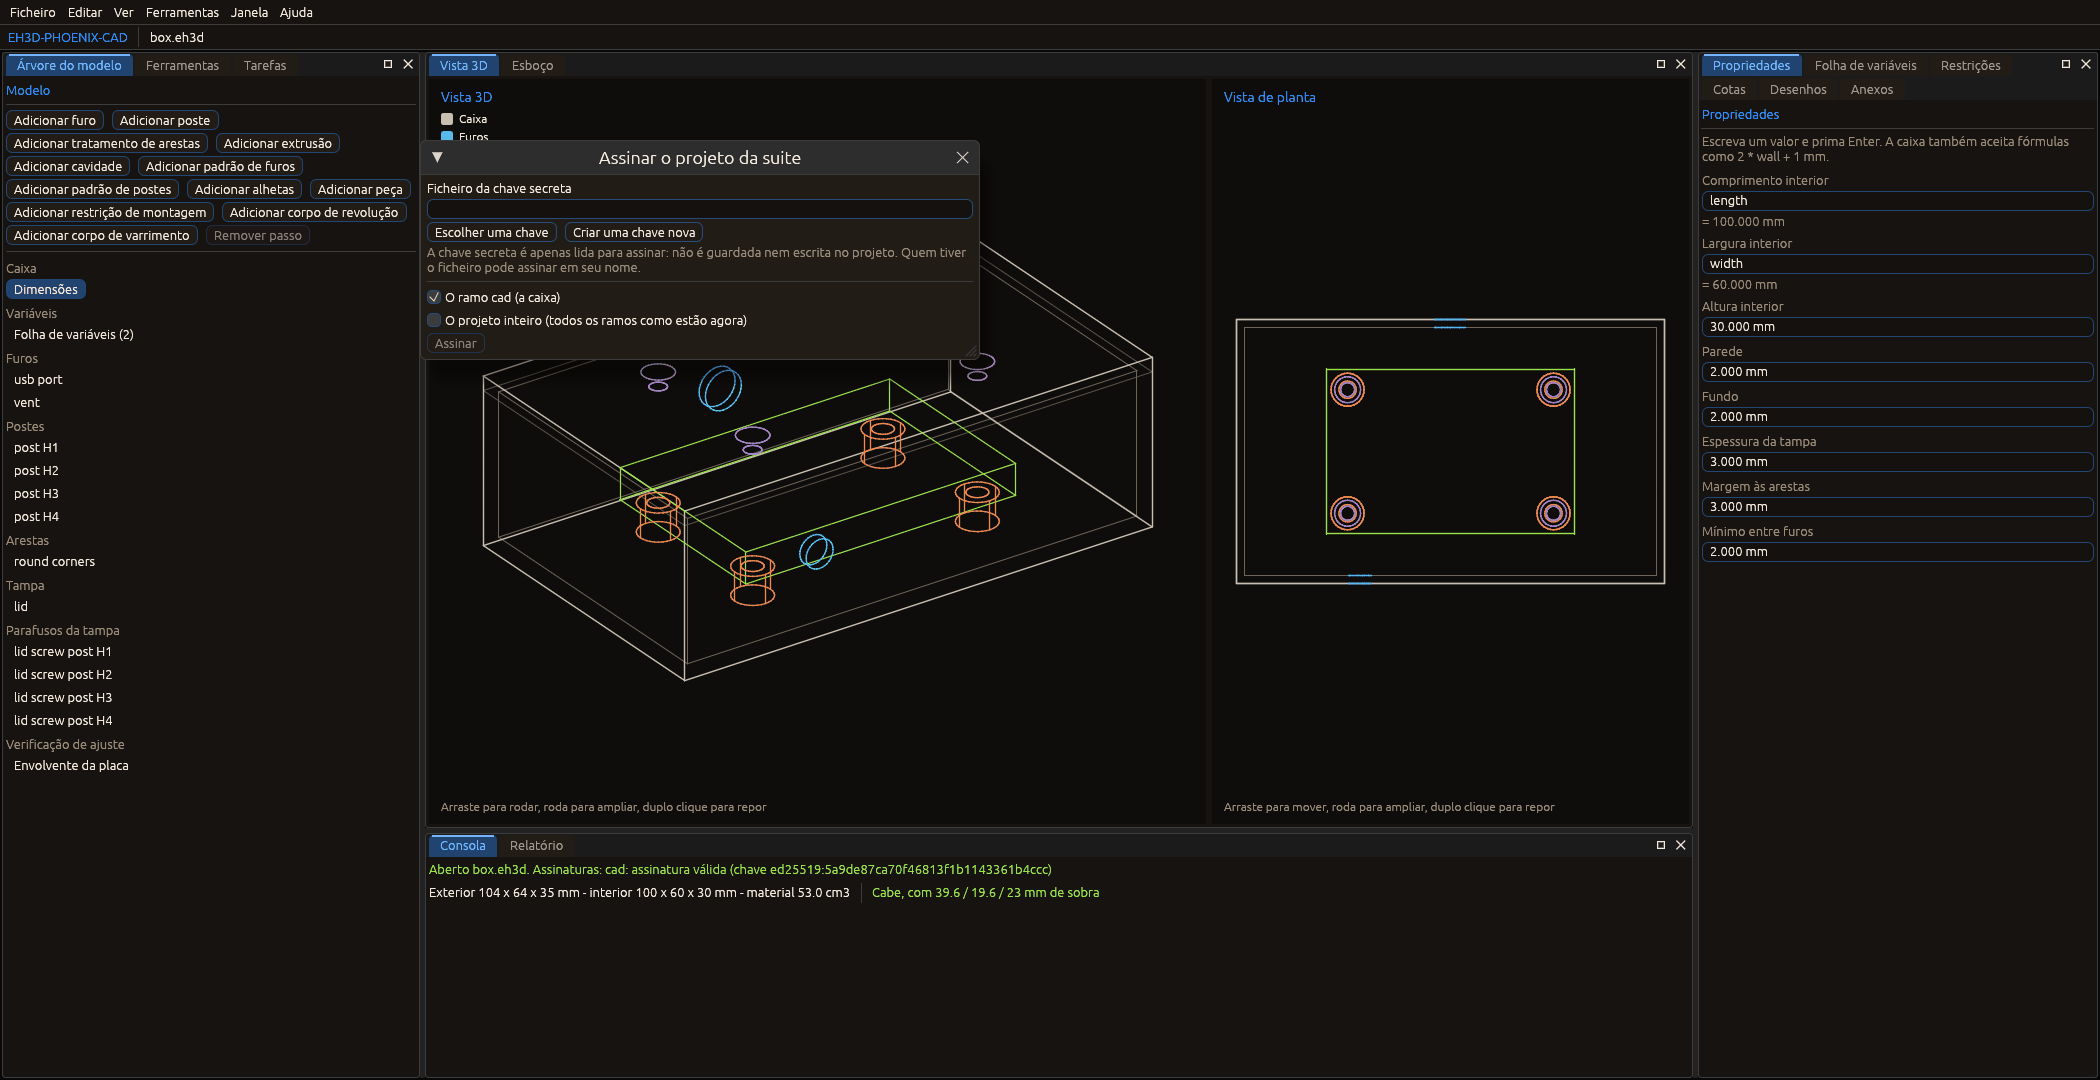 Ficheiro Editar Ver Ferramentas Janela Ajuda
EH3D-PHOENIX-CAD box.eh3d
Árvore do modelo Ferramentas Tarefas
Modelo
Adicionar furo Adicionar poste
Adicionar tratamento de arestas Adicionar extrusão
Adicionar cavidade Adicionar padrão de furos
Adicionar padrão de postes Adicionar alhetas Adicionar peça
Adicionar restrição de montagem Adicionar corpo de revolução
Adicionar corpo de varrimento Remover passo
Caixa
Dimensões
Variáveis
Folha de variáveis (2)
Furos
usb port
vent
Postes
post H1
post H2
post H3
post H4
Arestas
round corners
Tampa
lid
Parafusos da tampa
lid screw post H1
lid screw post H2
lid screw post H3
lid screw post H4
Verificação de ajuste
Envolvente da placa
Vista 3D Esboço
Vista 3D
Caixa
Furos
Assinar o projeto da suite
Ficheiro da chave secreta
Escolher uma chave Criar uma chave nova
A chave secreta é apenas lida para assinar: não é guardada nem escrita no projeto. Quem tiver
o ficheiro pode assinar em seu nome.
O ramo cad (a caixa)
O projeto inteiro (todos os ramos como estão agora)
Assinar
Arraste para rodar, roda para ampliar, duplo clique para repor
Vista de planta
Arraste para mover, roda para ampliar, duplo clique para repor
Consola Relatório
Aberto box.eh3d. Assinaturas: cad: assinatura válida (chave ed25519:5a9de87ca70f46813f1b1143361b4ccc)
Exterior 104 x 64 x 35 mm - interior 100 x 60 x 30 mm - material 53.0 cm3 Cabe, com 39.6 / 19.6 / 23 mm de sobra
Propriedades Folha de variáveis Restrições
Cotas Desenhos Anexos
Propriedades
Escreva um valor e prima Enter. A caixa também aceita fórmulas
como 2 * wall + 1 mm.
Comprimento interior
length
= 100.000 mm
Largura interior
width
= 60.000 mm
Altura interior
30.000 mm
Parede
2.000 mm
Fundo
2.000 mm
Espessura da tampa
3.000 mm
Margem às arestas
3.000 mm
Mínimo entre furos
2.000 mm